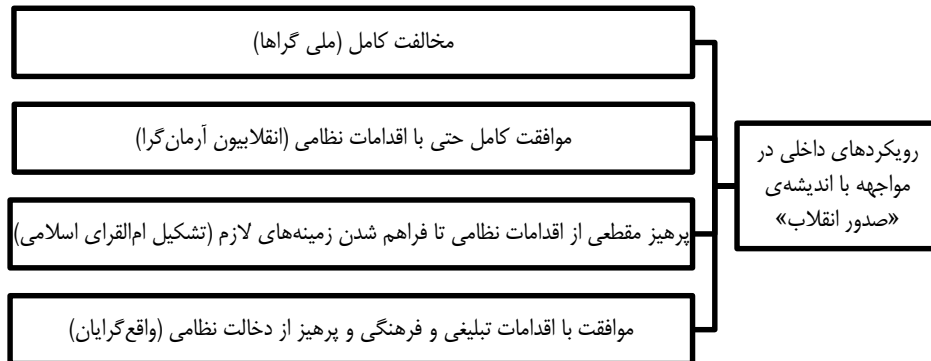 رویکردهای داخلی در
مواجهه با اندیشه‌ی
«صدور انقلاب»
مخالفت کامل (ملی گراها)
موافقت کامل حتی با اقدامات نظامی (انقلابیون آرمان‌گرا)
پرهیز مقطعی از اقدامات نظامی تا فراهم شدن زمینه‌های لازم (تشکیل ام‌القرای اسلامی)
موافقت با اقدامات تبلیغی و فرهنگی و پرهیز از دخالت نظامی (واقع‌گرایان)